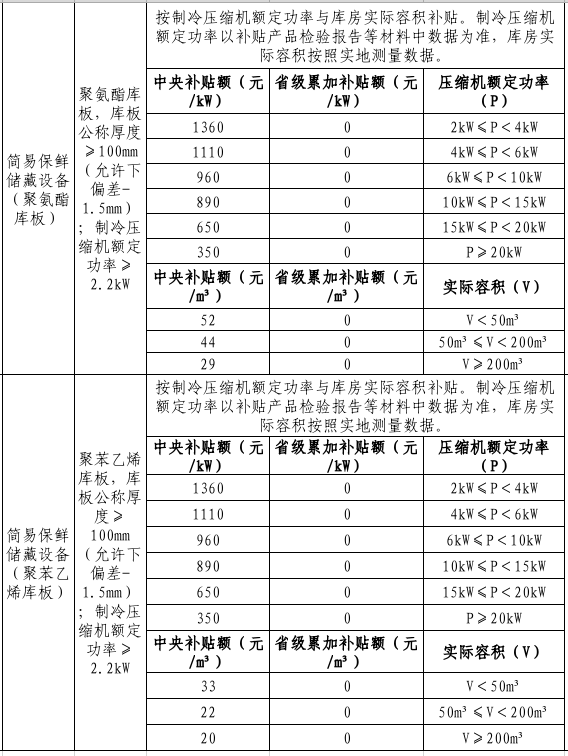 简易保鲜
储藏设备
（聚氨酯
库板）
聚氨酯库
板，库板
公称厚度
≥100mm
（允许下
偏差-
1.5mm）
；制冷压
缩机额定
功率≥
2.2kW
按制冷压缩机额定功率与库房实际容积补贴。制冷压缩机
额定功率以补贴产品检验报告等材料中数据为准，库房实
际容积按照实地测量数据。
中央补贴额（元/kW） 省级累加补贴额（元/kW） 压缩机额定功率（P）
1360 0 2kW≤P＜4kW
1110 0 4kW≤P＜6kW
960 0 6kW≤P＜10kW
890 0 10kW≤P＜15kW
650 0 15kW≤P＜20kW
350 0 P≥20kW
中央补贴额（元/m³） 省级累加补贴额（元/m³） 实际容积（V）
52 0 V＜50m³
44 0 50m³≤V＜200m³
29 0 V≥200m³
简易保鲜
储藏设备
（聚苯乙
烯库板）
聚苯乙烯
库板，库
板公称厚
度≥
100mm
（允许下
偏差-
1.5mm）
；制冷压
缩机额定
功率≥
2.2kW
按制冷压缩机额定功率与库房实际容积补贴。制冷压缩机
额定功率以补贴产品检验报告等材料中数据为准，库房实
际容积按照实地测量数据。
中央补贴额（元/kW） 省级累加补贴额（元/kW） 压缩机额定功率（P）
1360 0 2kW≤P＜4kW
1110 0 4kW≤P＜6kW
960 0 6kW≤P＜10kW
890 0 10kW≤P＜15kW
650 0 15kW≤P＜20kW
350 0 P≥20kW
中央补贴额（元/m³） 省级累加补贴额（元/m³） 实际容积（V）
33 0 V＜50m³
22 0 50m³≤V＜200m³
20 0 V≥200m³